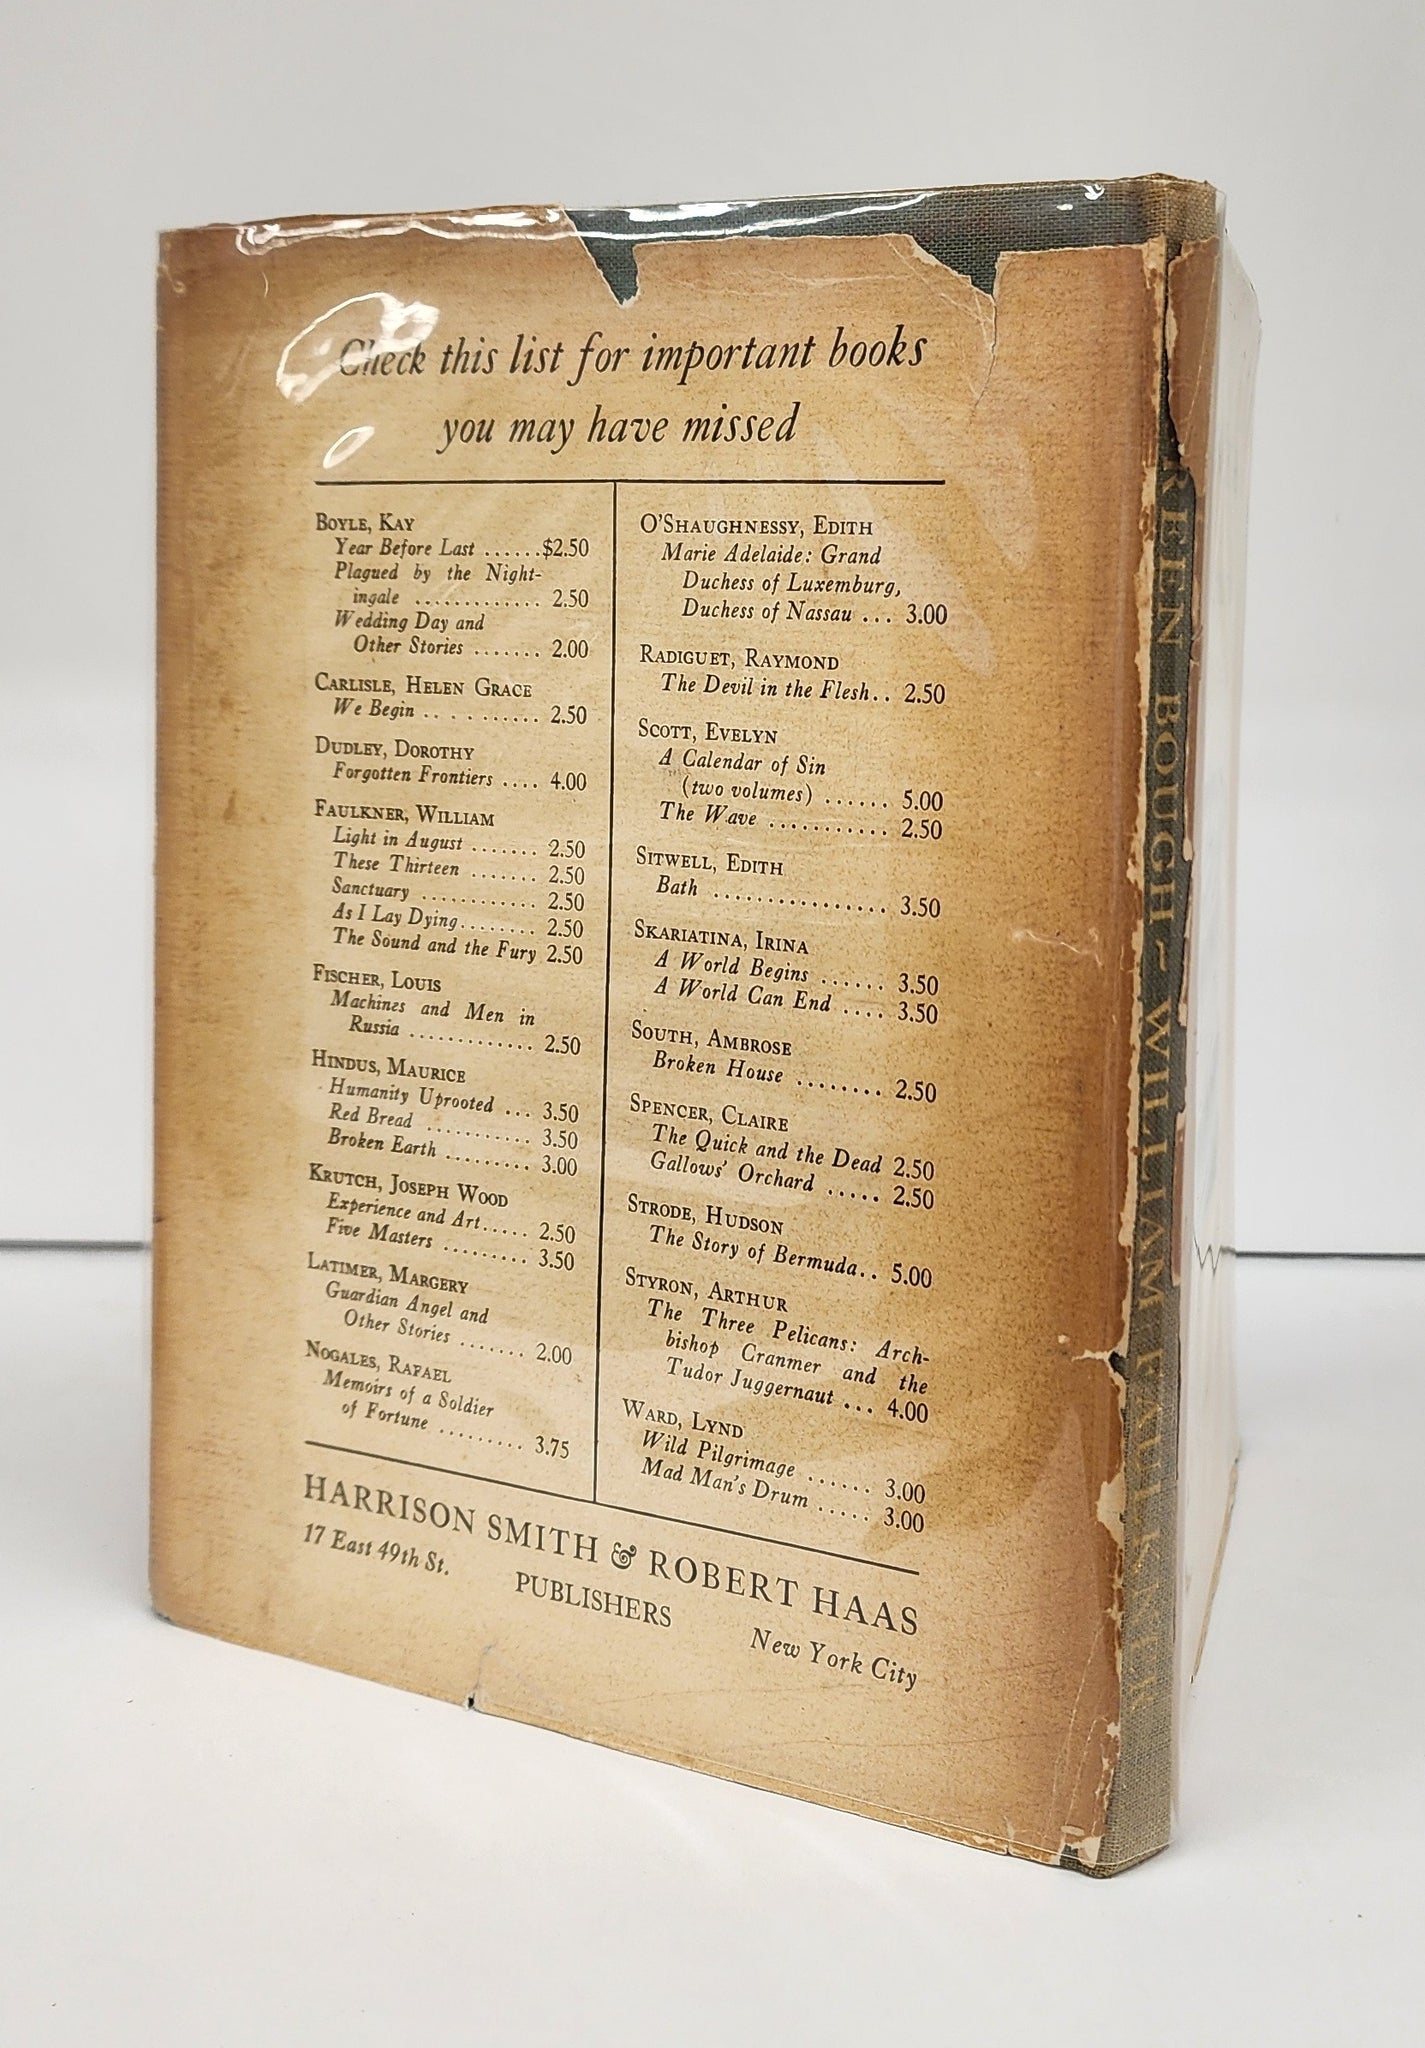 Check this list for important books
you may have missed
BOYLE, KAY
Year Before Last ......$2.50
Plagued by the Night-
ingale ............. 2.50
Wedding Day and
Other Stories ....... 2.00
CARLISLE, HELEN GRACE
We Begin .......... 2.50
DUDLEY, DOROTHY
Forgotten Frontiers .... 4.00
FAULKNER, WILLIAM
Light in August ....... 2.50
These Thirteen ....... 2.50
Sanctuary ............ 2.50
As I Lay Dying........ 2.50
The Sound and the Fury 2.50
FISCHER, LOUIS
Machines and Men in
Russia ............. 2.50
HINDUS, MAURICE
Humanity Uprooted ... 3.50
Red Bread ........... 3.50
Broken Earth ......... 3.00
KRUTCH, JOSEPH WOOD
Experience and Art..... 2.50
Five Masters ......... 3.50
LATIMER, MARGERY
Guardian Angel and
Other Stories ....... 2.00
NOGALES, RAFAEL
Memoirs of a Soldier
of Fortune ......... 3.75
O'SHAUGHNESSY, EDITH
Marie Adelaide: Grand
Duchess of Luxemburg,
Duchess of Nassau ... 3.00
RADIGUET, RAYMOND
The Devil in the Flesh.. 2.50
SCOTT, EVELYN
A Calendar of Sin
(two volumes) ...... 5.00
The Wave ........... 2.50
SITWELL, EDITH
Bath ................ 3.50
SKARIATINA, IRINA
A World Begins ...... 3.50
A World Can End .... 3.50
SOUTH, AMBROSE
Broken House ........ 2.50
SPENCER, CLAIRE
The Quick and the Dead 2.50
Gallows' Orchard ..... 2.50
STRODE, HUDSON
The Story of Bermuda.. 5.00
STYRON, ARTHUR
The Three Pelicans: Arch-
bishop Cranmer and the
Tudor Juggernaut ... 4.00
WARD, LYND
Wild Pilgrimage ...... 3.00
Mad Man's Drum ..... 3.00
HARRISON SMITH & ROBERT HAAS
17 East 49th St.
PUBLISHERS
New York City
REEN BOUGH~WILLIAM FAULKNER